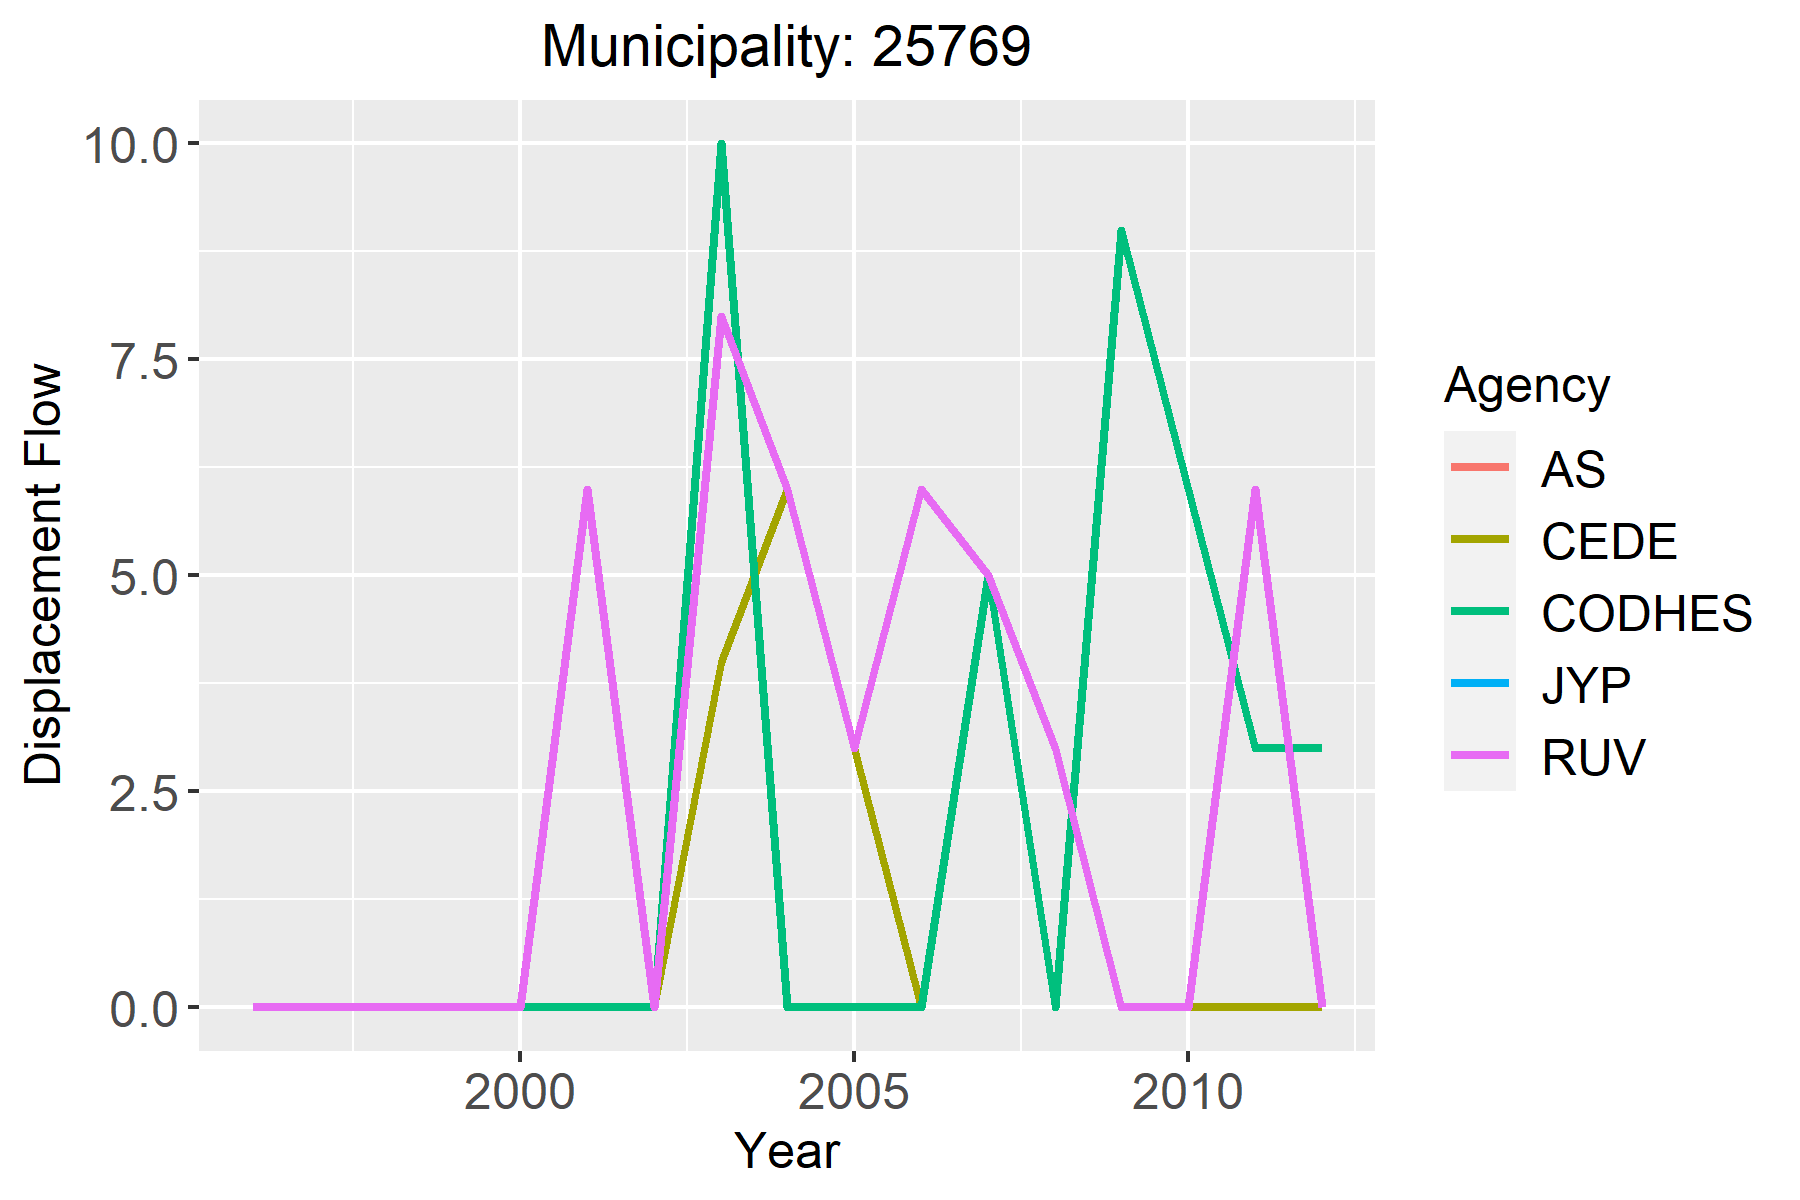 Municipality: 25769
Displacement Flow
10.0
7.5
5.0
2.5
0.0
2000 2005 2010
Year
Agency
AS
CEDE
CODHES
JYP
RUV